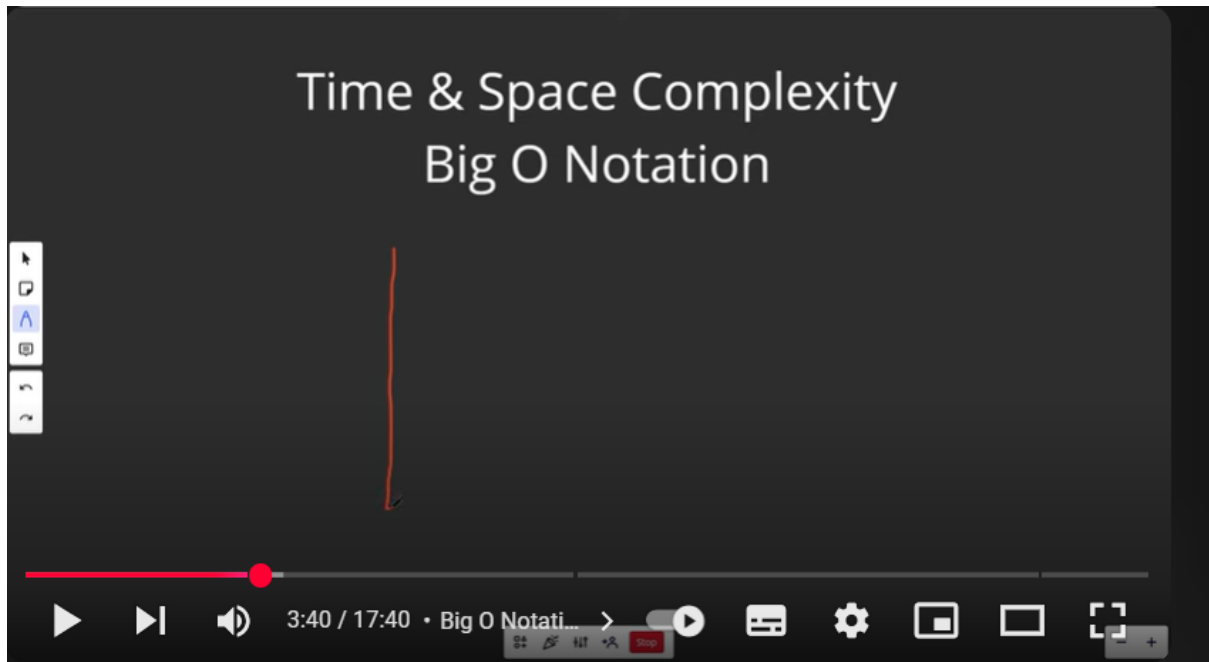 Time & Space Complexity
Big O Notation
3:40 / 17:40 • Big O Notati...
Stop